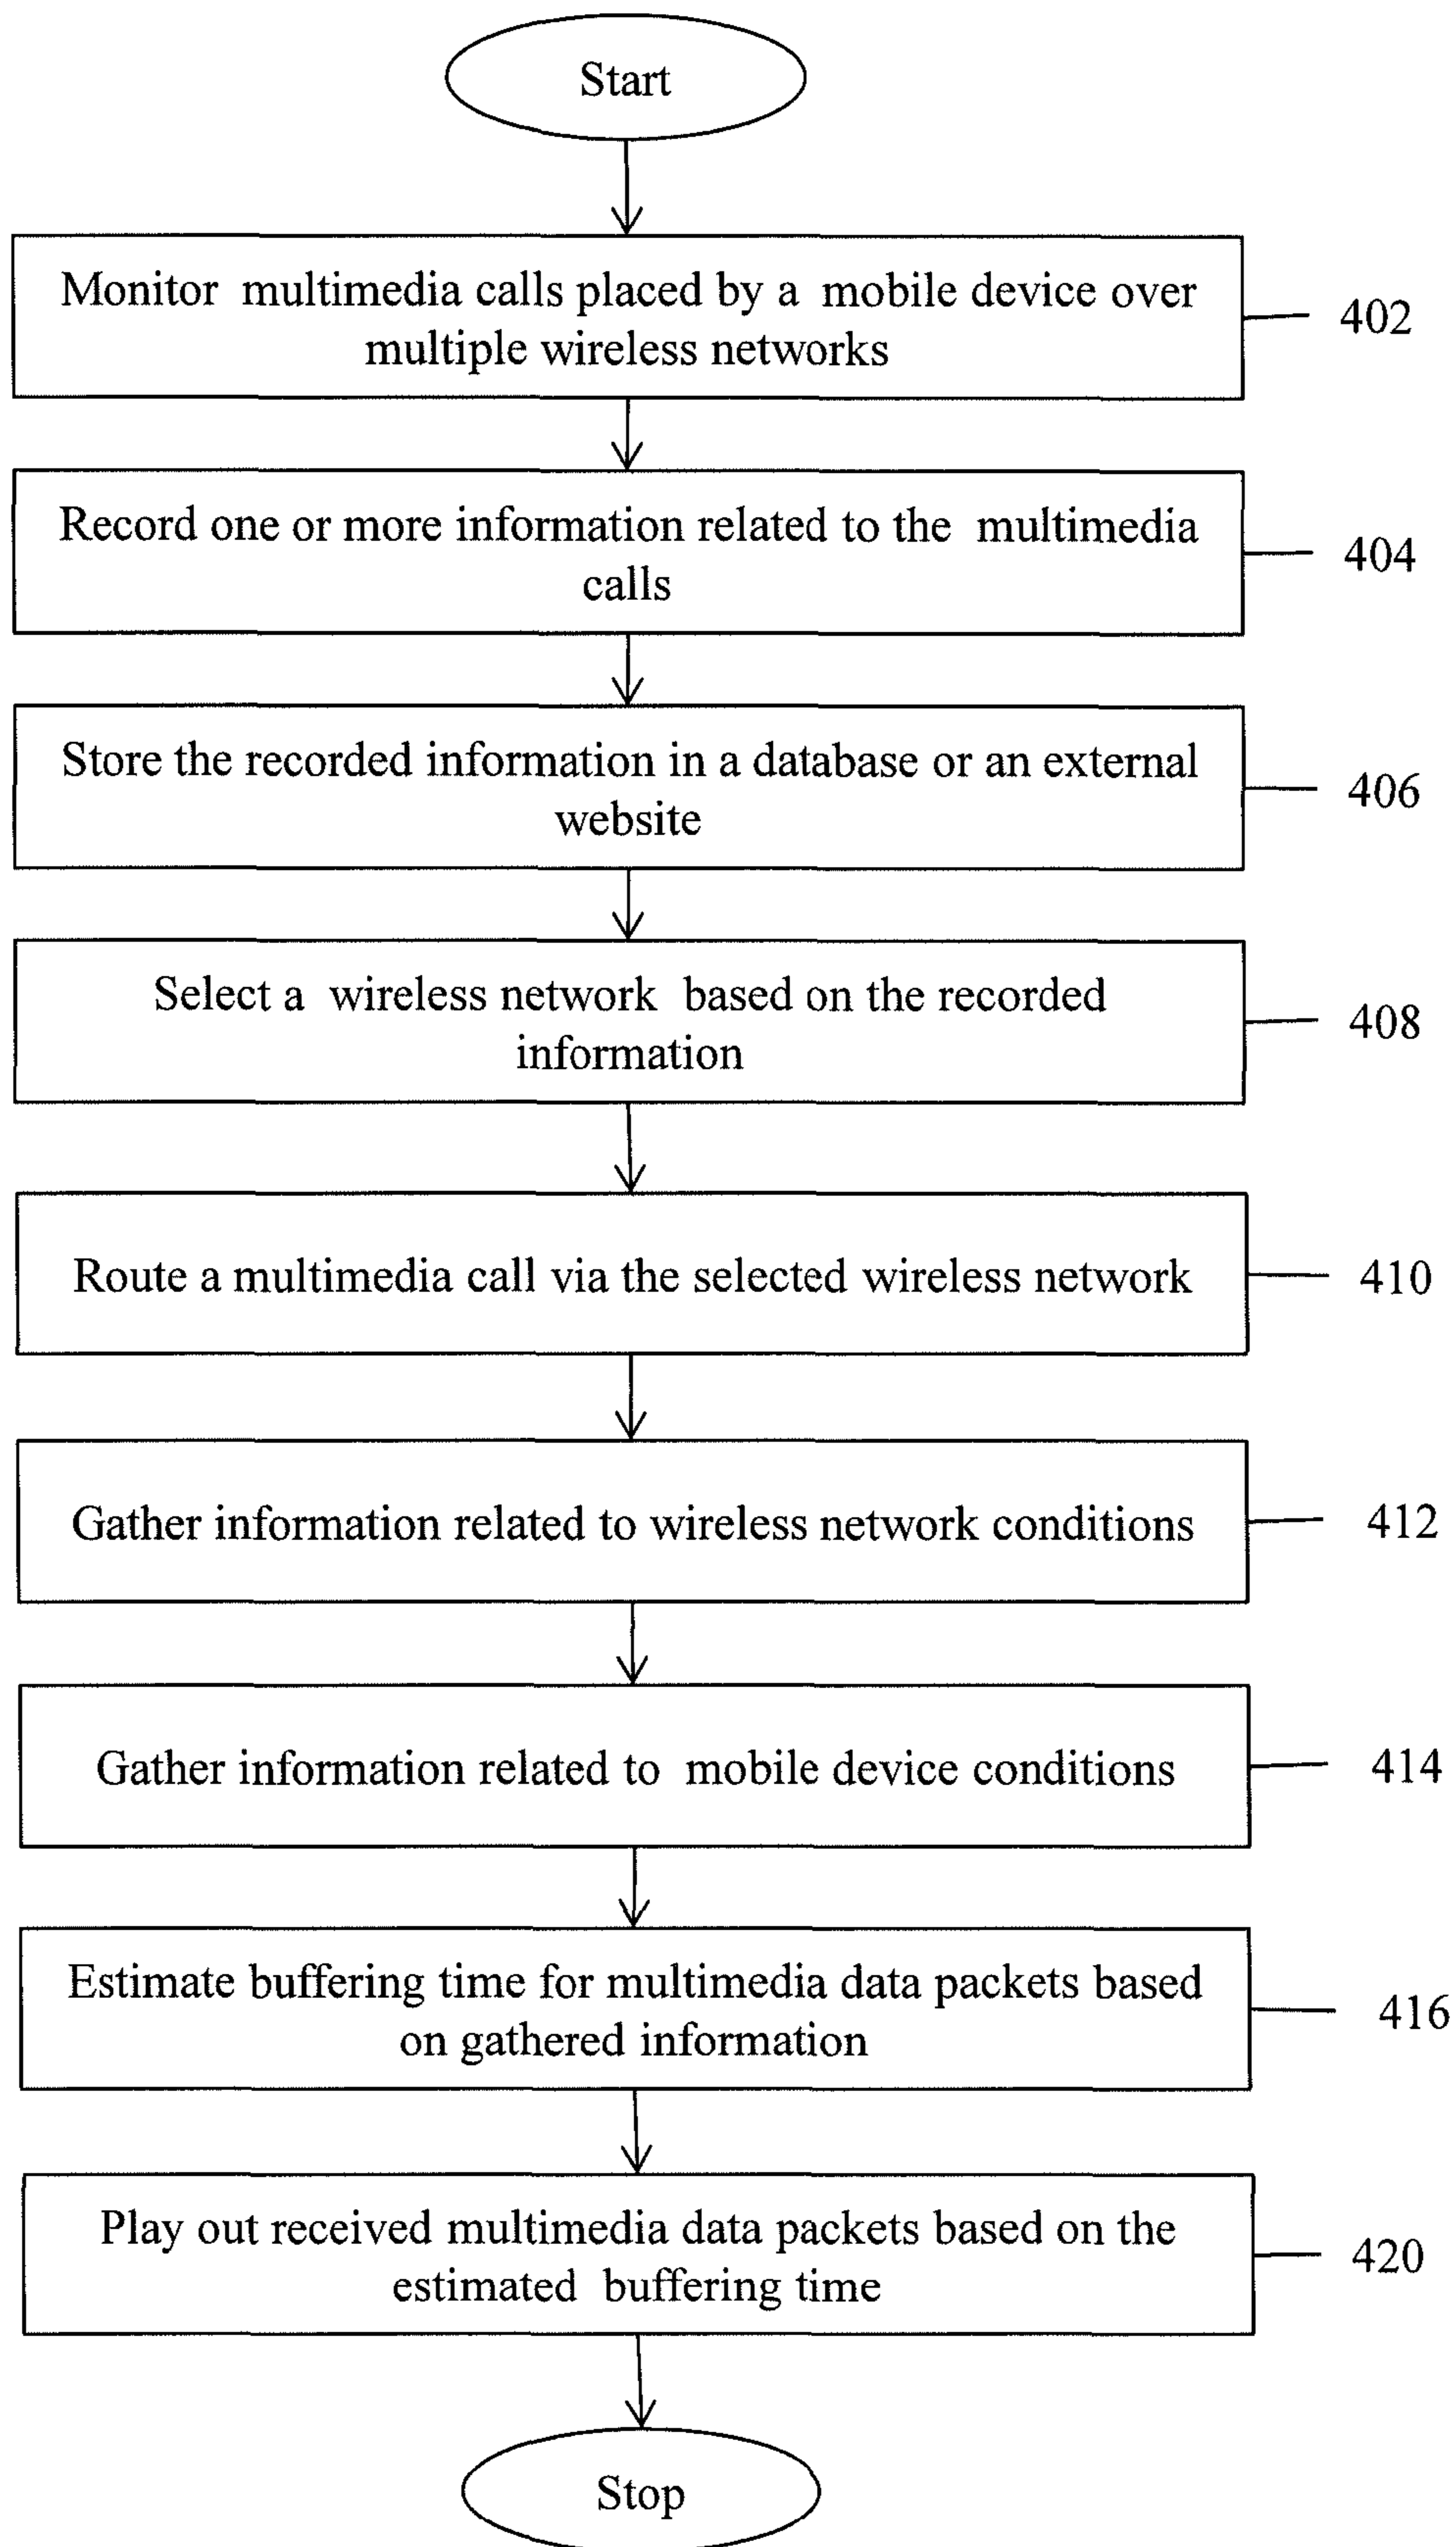 Start
Monitor multimedia calls placed by a mobile device over
multiple wireless networks
402
Record one or more information related to the multimedia
calls
404
Store the recorded information in a database or an external
website
406
Select a wireless network based on the recorded
information
408
Route a multimedia call via the selected wireless network
410
Gather information related to wireless network conditions
412
Gather information related to mobile device conditions
414
Estimate buffering time for multimedia data packets based
on gathered information
416
Play out received multimedia data packets based on the
estimated buffering time
420
Stop